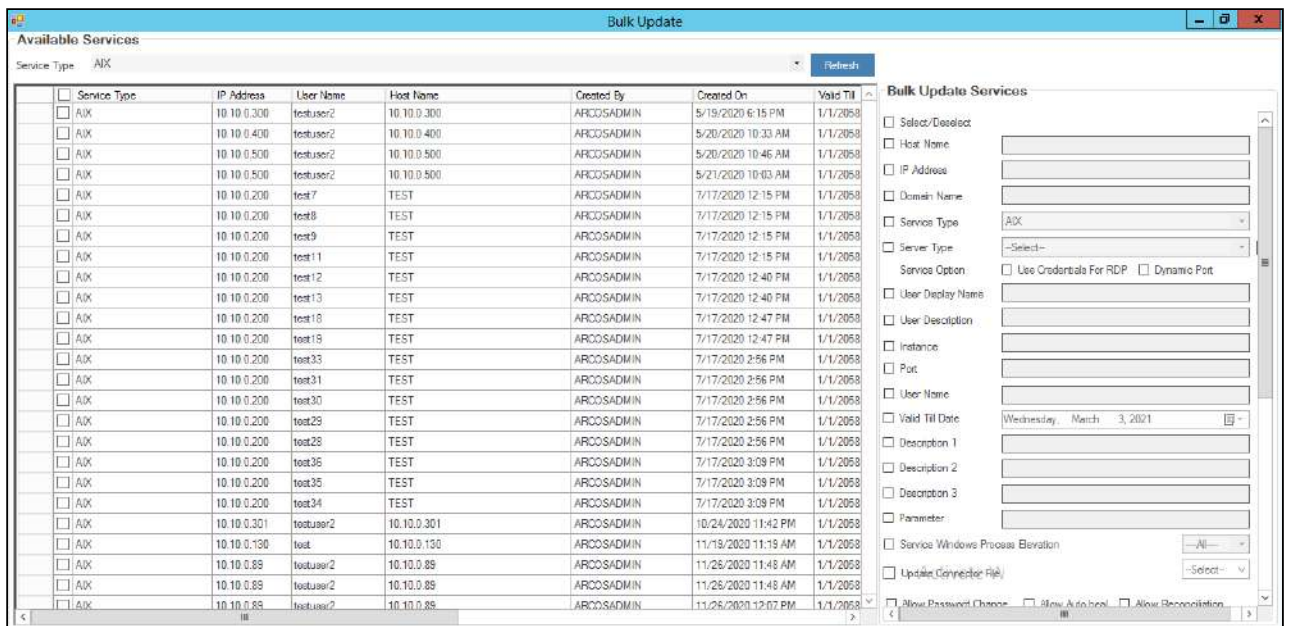 Bulk Update
Available Services
Service Type AIX Refresh
Service Type IP Address User Name Host Name Created By Created On Valid Till
AIX 10.10.0.300 testuser2 10.10.0.300 ARCOSADMIN 5/19/2020 6:15 PM 1/1/2058
AIX 10.10.0.400 testuser2 10.10.0.400 ARCOSADMIN 5/20/2020 10:33 AM 1/1/2058
AIX 10.10.0.500 testuser2 10.10.0.500 ARCOSADMIN 5/20/2020 10:46 AM 1/1/2058
AIX 10.10.0.500 testuser2 10.10.0.500 ARCOSADMIN 5/21/2020 10:03 AM 1/1/2058
AIX 10.10.0.200 test7 TEST ARCOSADMIN 7/17/2020 12:15 PM 1/1/2058
AIX 10.10.0.200 test8 TEST ARCOSADMIN 7/17/2020 12:15 PM 1/1/2058
AIX 10.10.0.200 test9 TEST ARCOSADMIN 7/17/2020 12:15 PM 1/1/2058
AIX 10.10.0.200 test11 TEST ARCOSADMIN 7/17/2020 12:15 PM 1/1/2058
AIX 10.10.0.200 test12 TEST ARCOSADMIN 7/17/2020 12:40 PM 1/1/2058
AIX 10.10.0.200 test13 TEST ARCOSADMIN 7/17/2020 12:40 PM 1/1/2058
AIX 10.10.0.200 test18 TEST ARCOSADMIN 7/17/2020 12:47 PM 1/1/2058
AIX 10.10.0.200 test19 TEST ARCOSADMIN 7/17/2020 12:47 PM 1/1/2058
AIX 10.10.0.200 test33 TEST ARCOSADMIN 7/17/2020 2:56 PM 1/1/2058
AIX 10.10.0.200 test31 TEST ARCOSADMIN 7/17/2020 2:56 PM 1/1/2058
AIX 10.10.0.200 test30 TEST ARCOSADMIN 7/17/2020 2:56 PM 1/1/2058
AIX 10.10.0.200 test29 TEST ARCOSADMIN 7/17/2020 2:56 PM 1/1/2058
AIX 10.10.0.200 test28 TEST ARCOSADMIN 7/17/2020 2:56 PM 1/1/2058
AIX 10.10.0.200 test36 TEST ARCOSADMIN 7/17/2020 3:09 PM 1/1/2058
AIX 10.10.0.200 test35 TEST ARCOSADMIN 7/17/2020 3:09 PM 1/1/2058
AIX 10.10.0.200 test34 TEST ARCOSADMIN 7/17/2020 3:09 PM 1/1/2058
AIX 10.10.0.301 testuser2 10.10.0.301 ARCOSADMIN 10/24/2020 11:42 PM 1/1/2058
AIX 10.10.0.130 test 10.10.0.130 ARCOSADMIN 11/19/2020 11:19 AM 1/1/2058
AIX 10.10.0.89 testuser2 10.10.0.89 ARCOSADMIN 11/26/2020 11:48 AM 1/1/2058
AIX 10.10.0.89 testuser2 10.10.0.89 ARCOSADMIN 11/26/2020 11:48 AM 1/1/2058
AIX 10.10.0.89 testuser2 10.10.0.89 ARCOSADMIN 11/26/2020 12:07 PM 1/1/2058
Bulk Update Services
Select/Deselect
Host Name
IP Address
Domain Name
Service Type AIX
Server Type --Select--
Service Option Use Credentials For RDP Dynamic Port
User Display Name
User Description
Instance
Port
User Name
Valid Till Date Wednesday, March 3, 2021
Description 1
Description 2
Description 3
Parameter
Service Windows Process Elevation ---All---
Update Connector File --Select--
Allow Password Change Allow Auto heal Allow Reconciliation